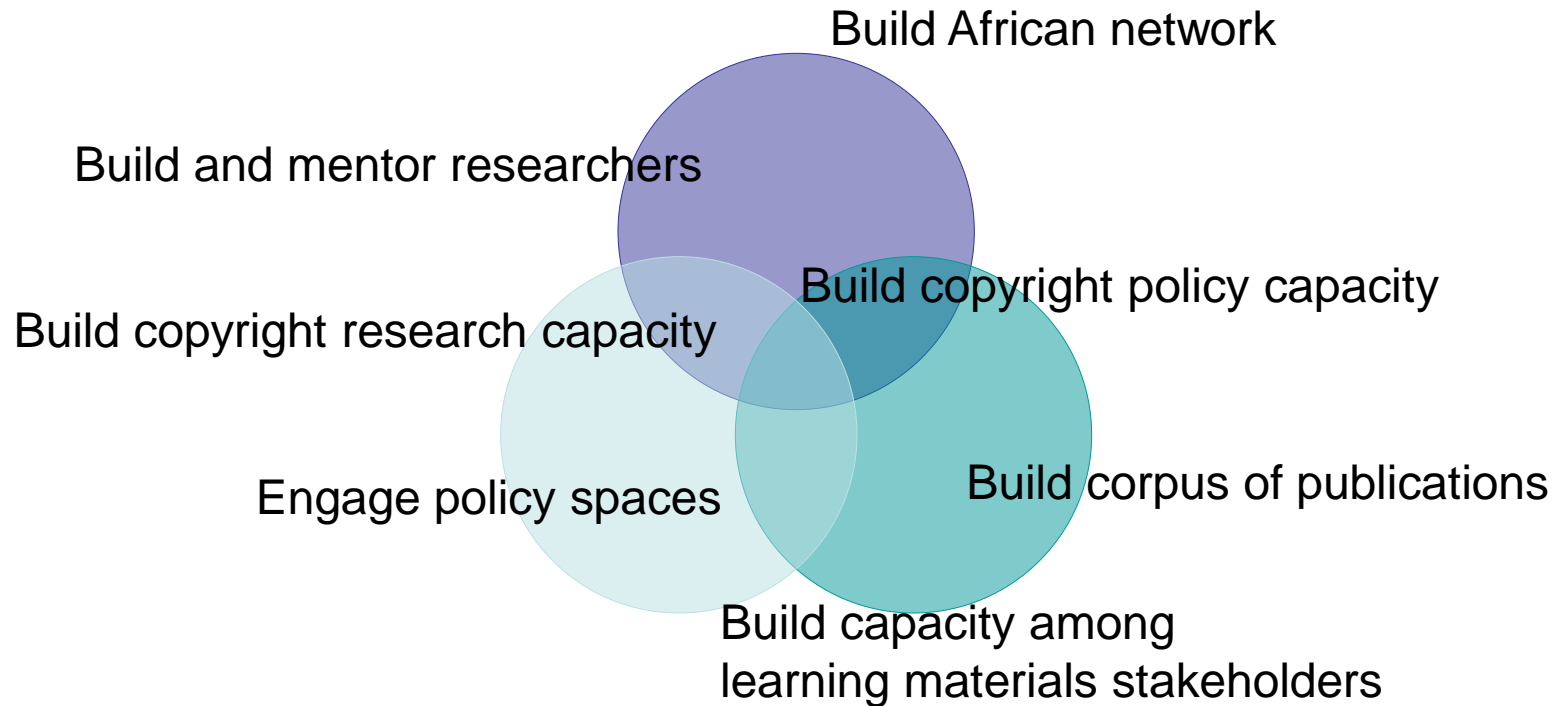 Build African network
Build and mentor researchers
Build copyright policy capacity
Build copyright research capacity
Build corpus of publications
Engage policy spaces
Build capacity among
learning materials stakeholders